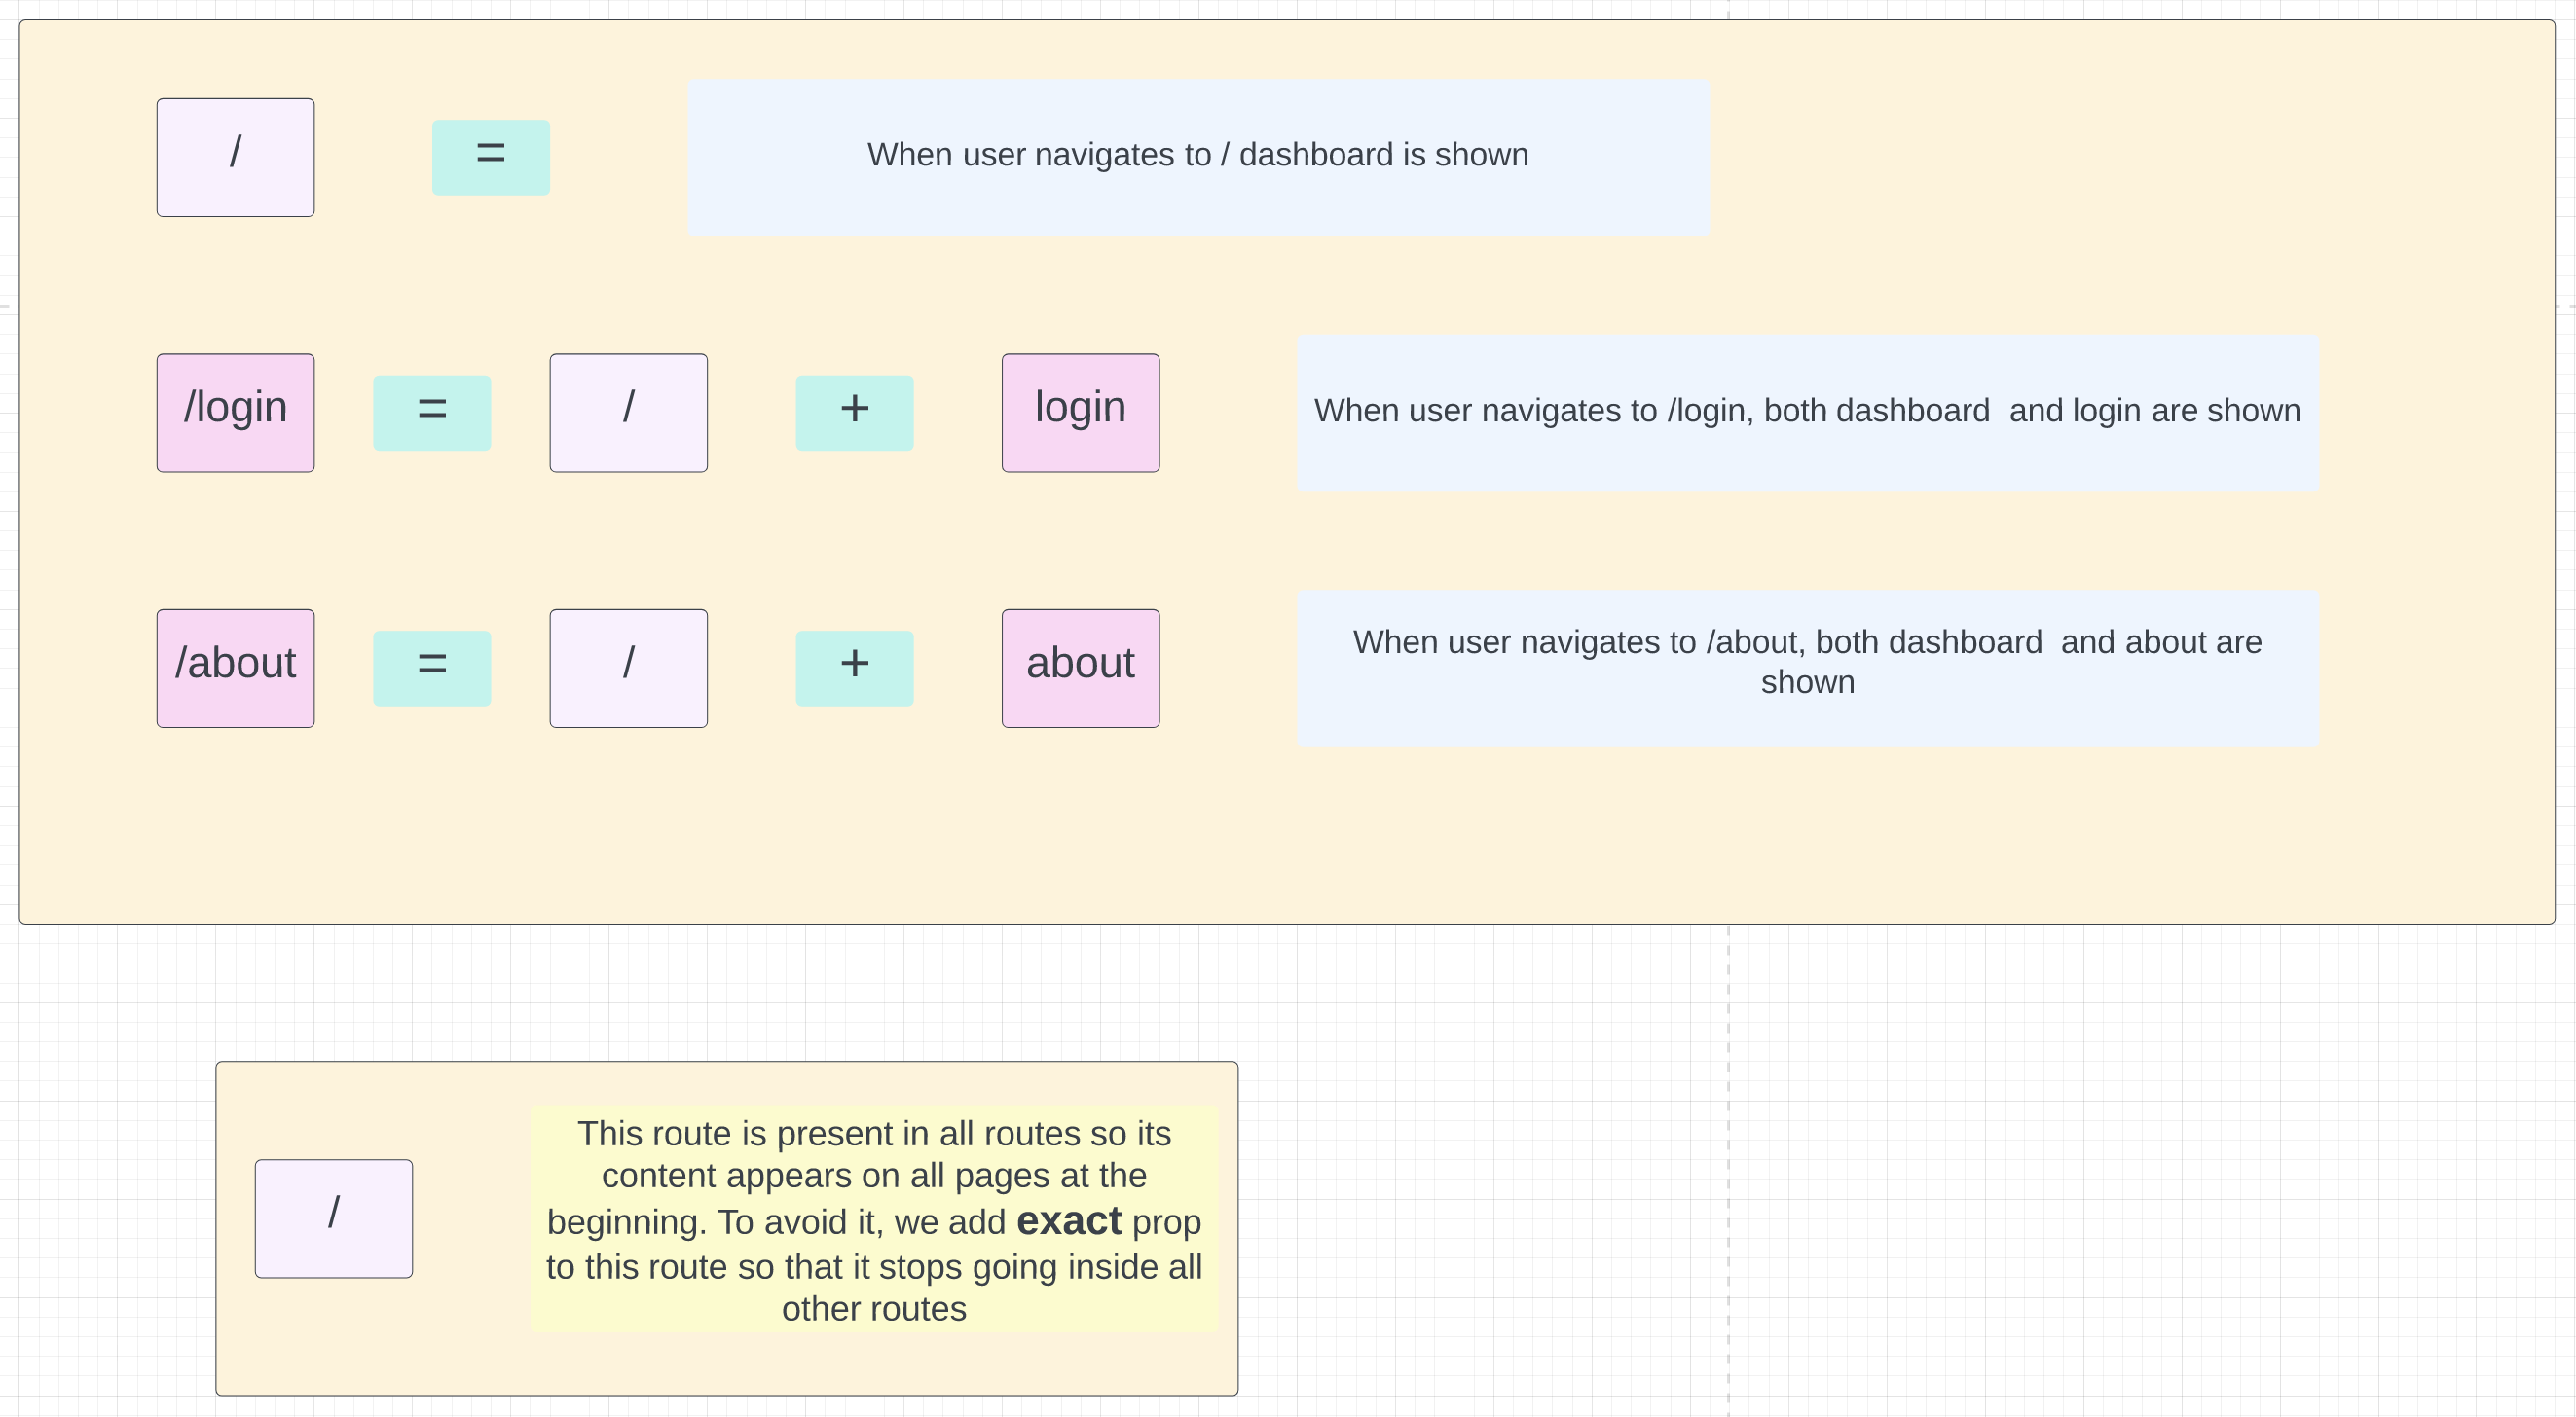 / = When user navigates to / dashboard is shown
/login = / + login When user navigates to /login, both dashboard  and login are shown
/about = / + about When user navigates to /about, both dashboard  and about are
shown
This route is present in all routes so its
content appears on all pages at the
/
beginning. To avoid it, we add exact prop
to this route so that it stops going inside all
other routes